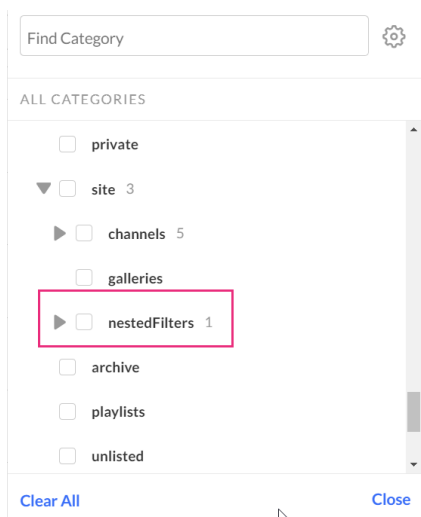 Find Category
ALL CATEGORIES
private
site 3
channels 5
galleries
nestedFilters 1
archive
playlists
unlisted
Clear All Close